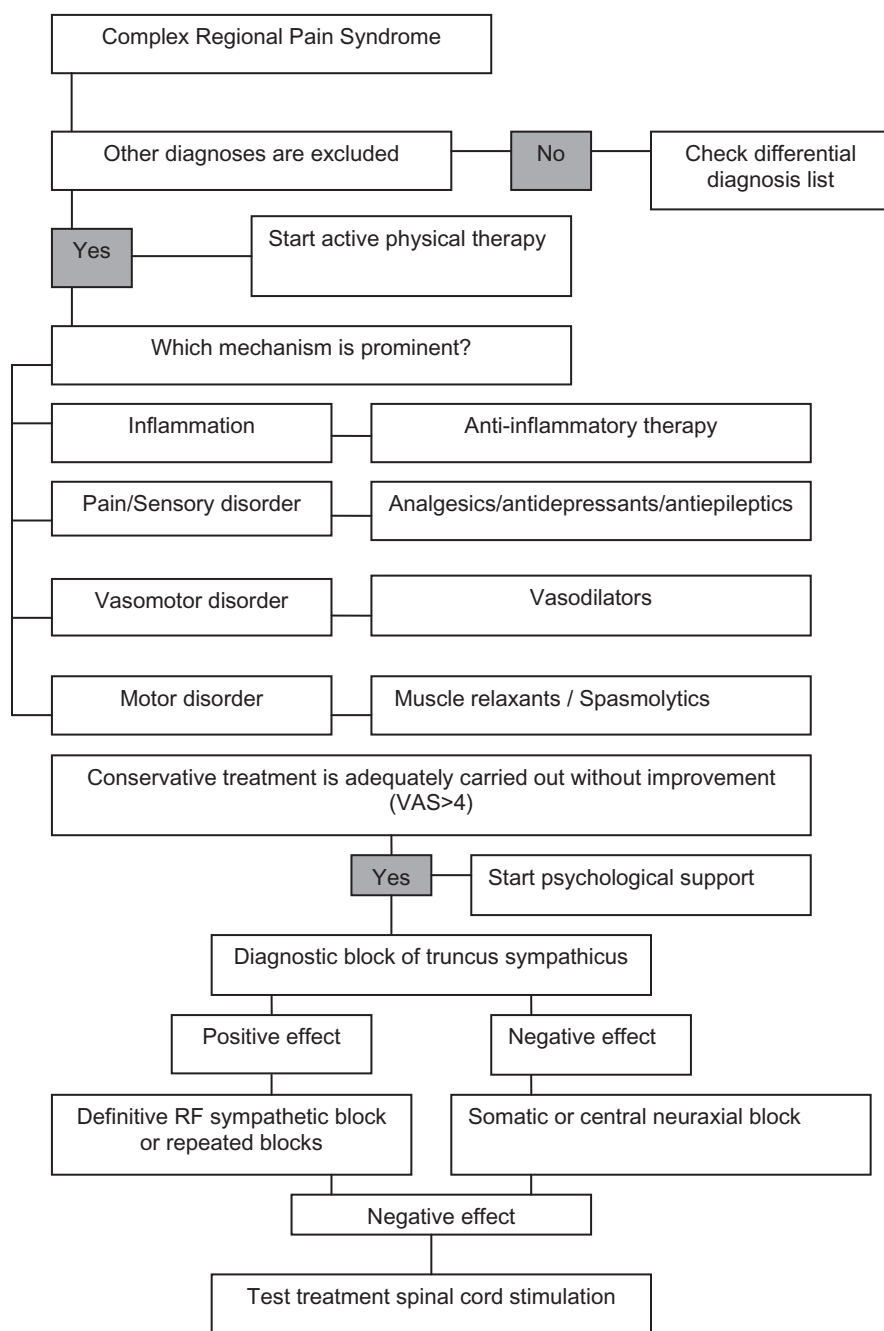 Complex Regional Pain Syndrome
Other diagnoses are excluded
No
Check differential
diagnosis list
Yes
Start active physical therapy
Which mechanism is prominent?
Inflammation
Anti-inflammatory therapy
Pain/Sensory disorder
Analgesics/antidepressants/antiepileptics
Vasomotor disorder
Vasodilators
Motor disorder
Muscle relaxants / Spasmolytics
Conservative treatment is adequately carried out without improvement
(VAS>4)
Yes
Start psychological support
Diagnostic block of truncus sympathicus
Positive effect
Negative effect
Definitive RF sympathetic block
or repeated blocks
Somatic or central neuraxial block
Negative effect
Test treatment spinal cord stimulation